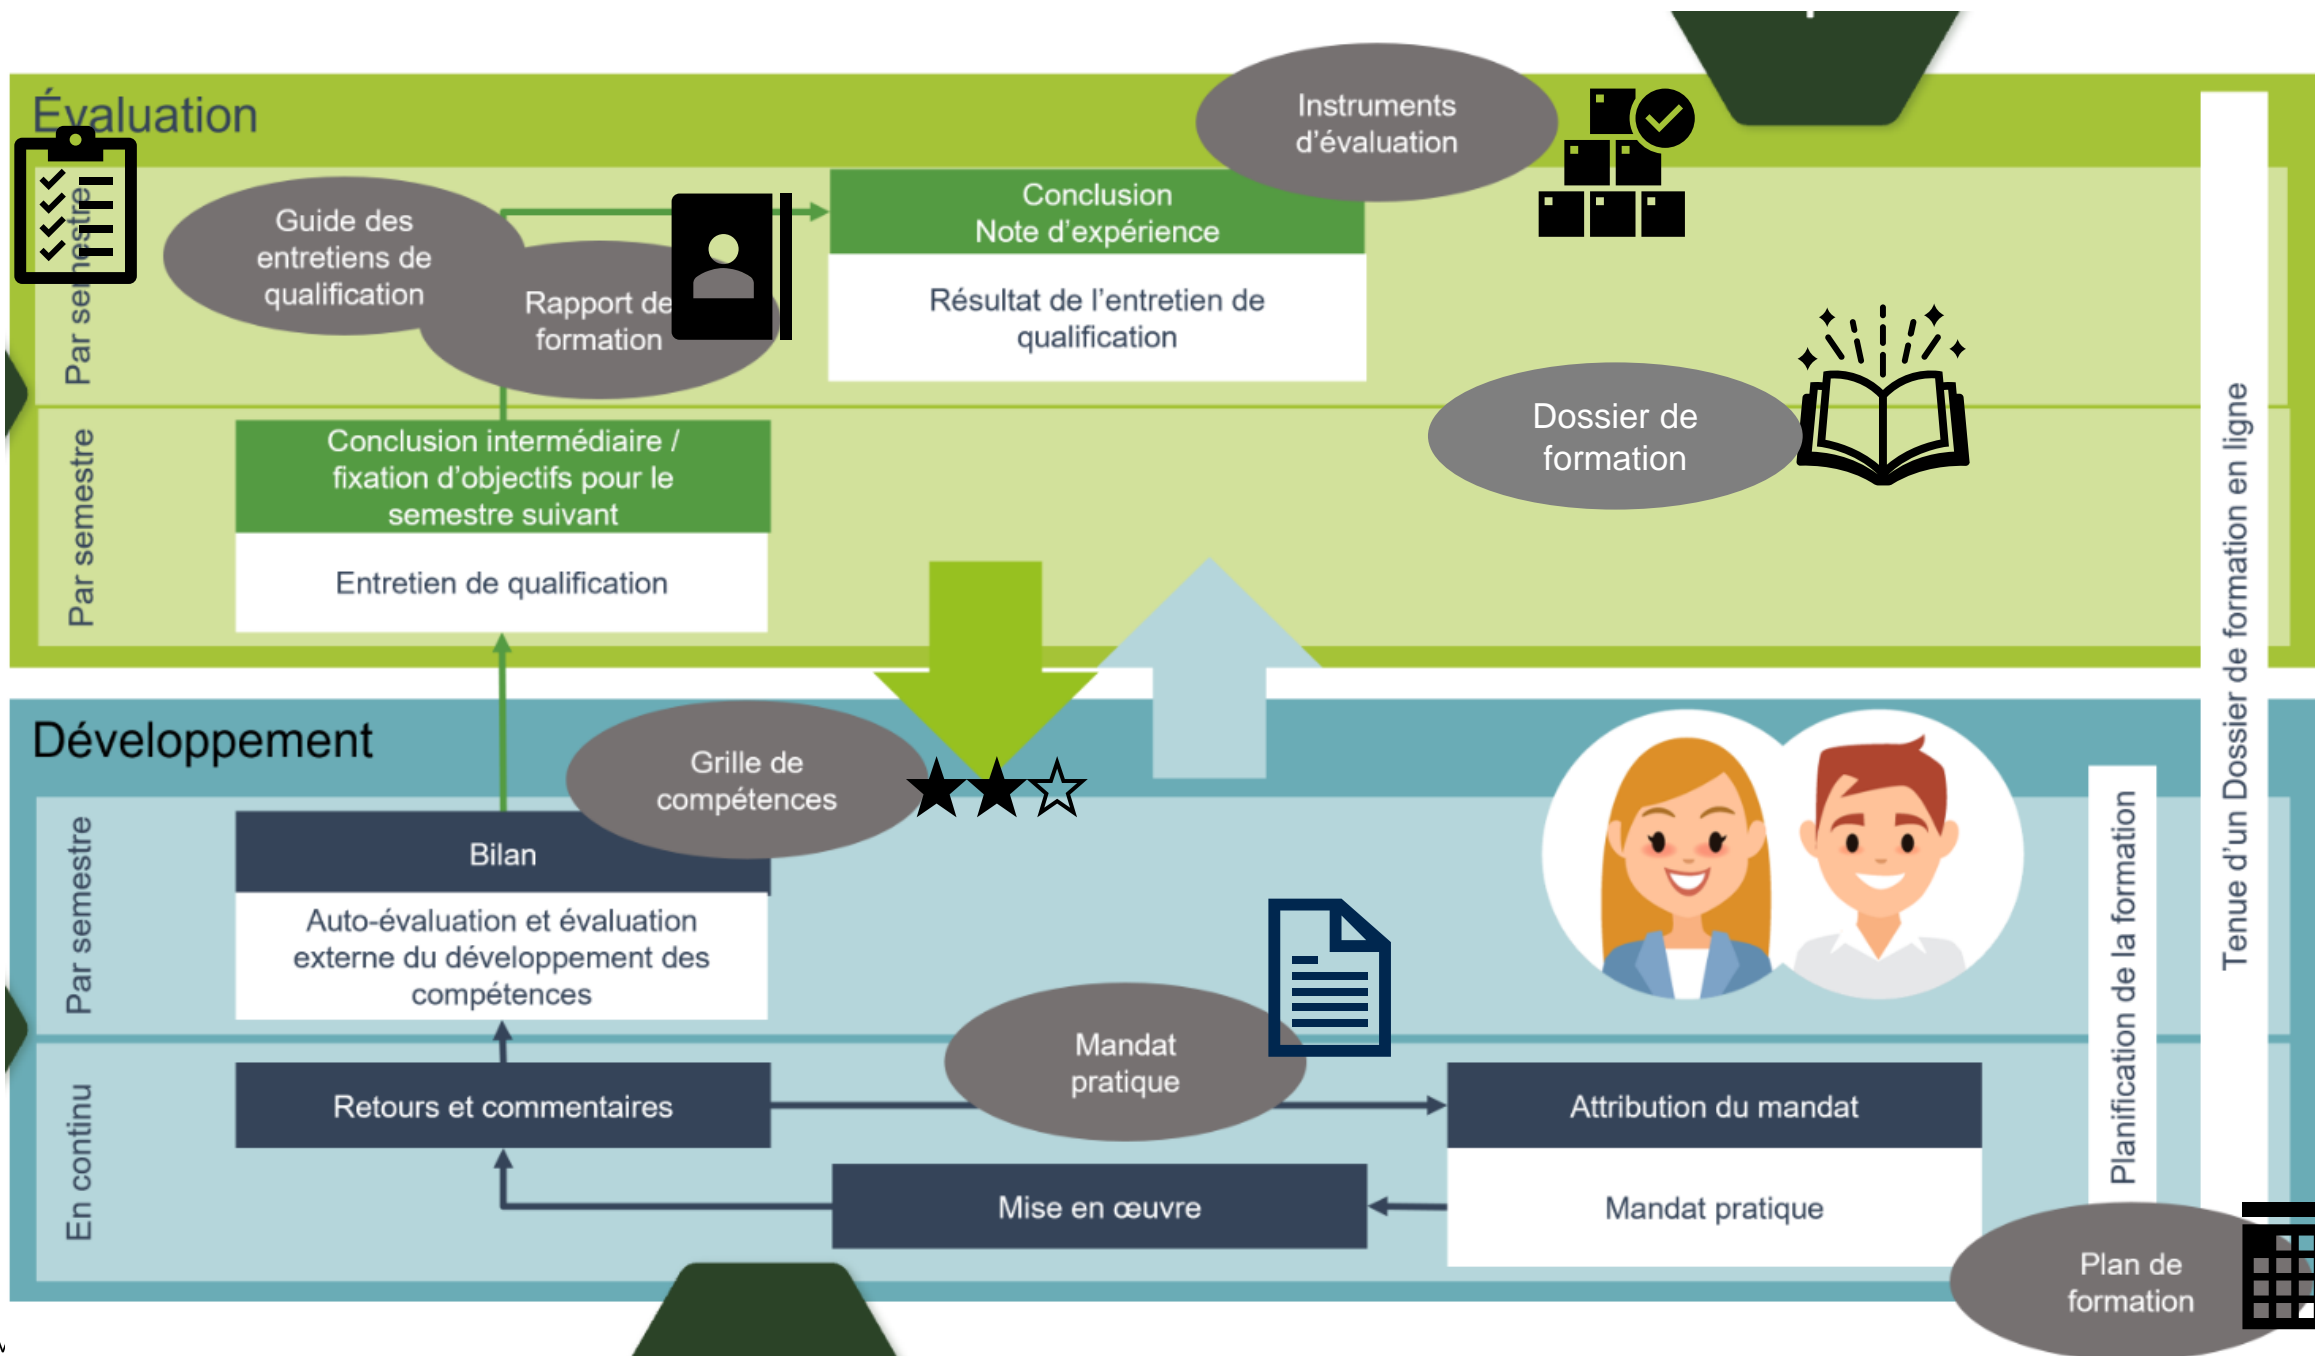 Évaluation
Instruments
d’évaluation
Par semestre
Guide des
entretiens de
qualification
Rapport de
formation
Conclusion
Note d’expérience
Résultat de l’entretien de
qualification
Dossier de
formation
Par semestre
Conclusion intermédiaire /
fixation d’objectifs pour le
semestre suivant
Entretien de qualification
Tenue d’un Dossier de formation en ligne
Développement
Grille de
compétences
Par semestre
Bilan
Auto-évaluation et évaluation
externe du développement des
compétences
Planification de la formation
En continu
Mandat
pratique
Retours et commentaires
Attribution du mandat
Mise en œuvre
Mandat pratique
Plan de
formation